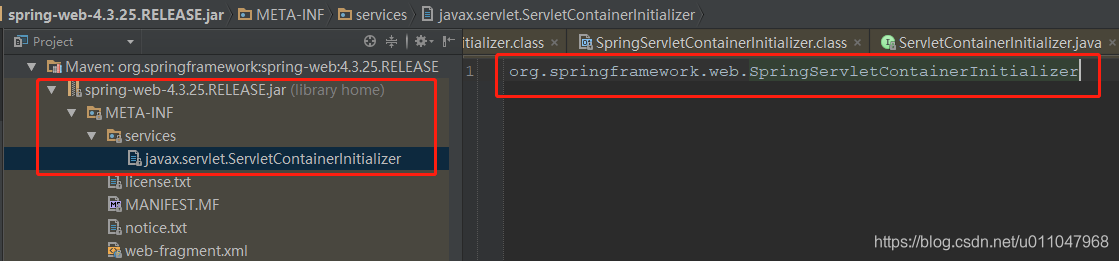 spring-web-4.3.25.RELEASE.jar META-INF services javax.servlet.ServletContainerInitializer
Project
itializer.class SpringServletContainerInitializer.class ServletContainerInitializer.java
Maven: org.springframework:spring-web:4.3.25.RELEASE
spring-web-4.3.25.RELEASE.jar (library home)
META-INF
services
javax.servlet.ServletContainerInitializer
license.txt
MANIFEST.MF
notice.txt
web-fragment.xml
1 org.springframework.web.SpringServletContainerInitializer
https://blog.csdn.net/u011047968